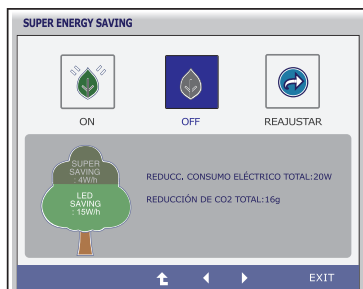 SUPER ENERGY SAVING
ON
OFF
REAJUSTAR
SUPER
SAVING
: 4W/h
LED
SAVING
: 15W/h
REDUCC. CONSUMO ELÉCTRICO TOTAL:20W
REDUCCIÓN DE CO2 TOTAL:16g
EXIT